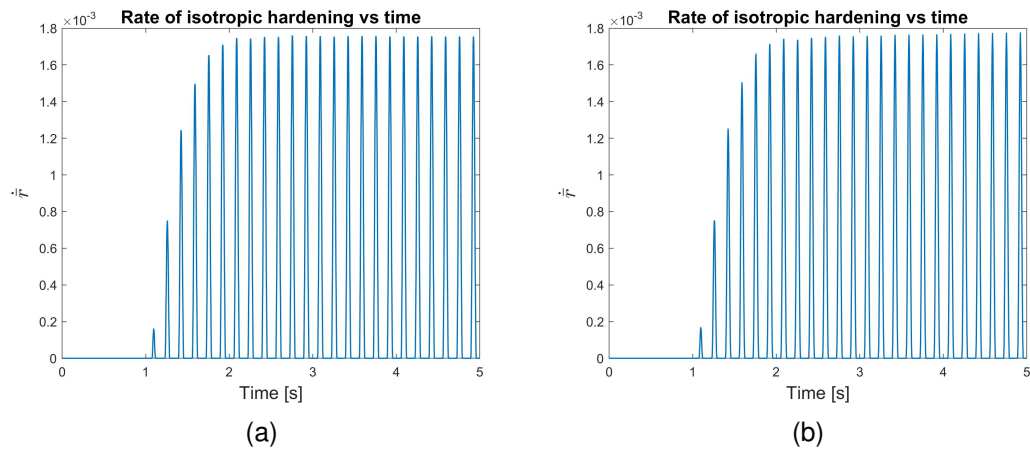 Rate of isotropic hardening vs time
×10⁻³
1.8
1.6
1.4
1.2
1
0.8
0.6
0.4
0.2
0
ṙ̄
0 1 2 3 4 5
Time [s]
(a)
Rate of isotropic hardening vs time
×10⁻³
1.8
1.6
1.4
1.2
1
0.8
0.6
0.4
0.2
0
ṙ̄
0 1 2 3 4 5
Time [s]
(b)